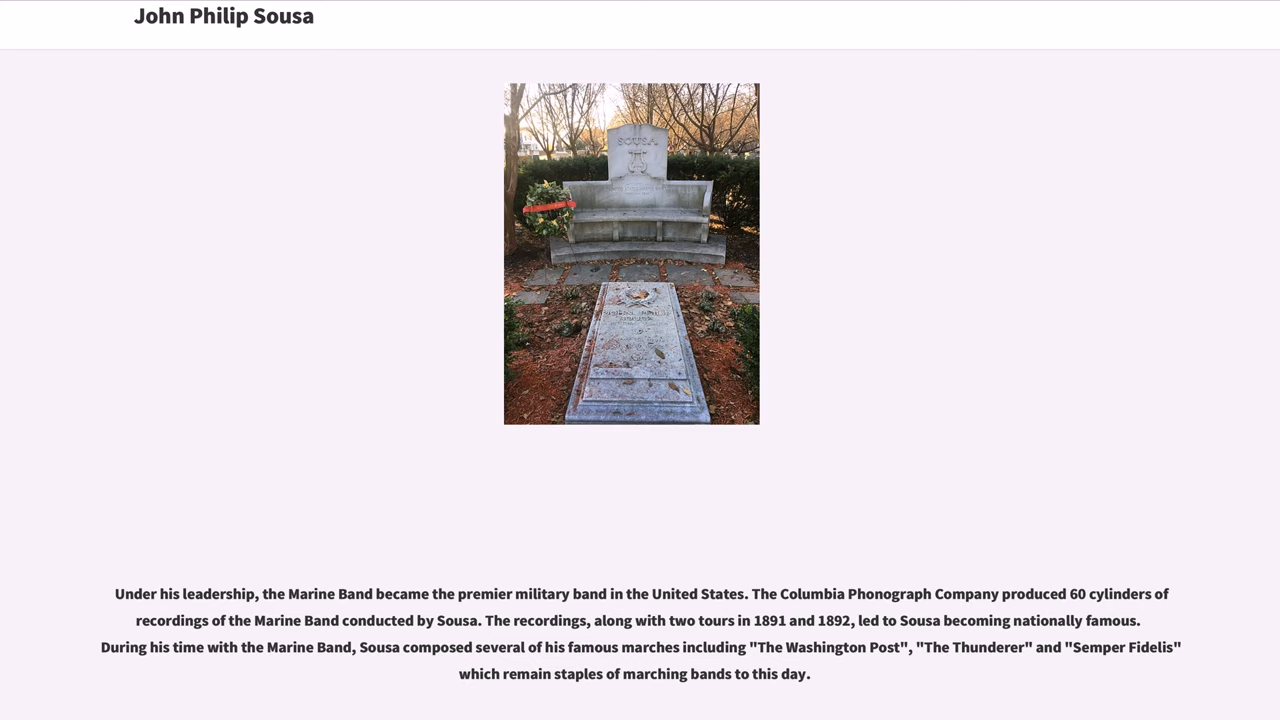 John Philip Sousa
SOUSA
Under his leadership, the Marine Band became the premier military band in the United States. The Columbia Phonograph Company produced 60 cylinders of
recordings of the Marine Band conducted by Sousa. The recordings, along with two tours in 1891 and 1892, led to Sousa becoming nationally famous.
During his time with the Marine Band, Sousa composed several of his famous marches including "The Washington Post", "The Thunderer" and "Semper Fidelis"
which remain staples of marching bands to this day.